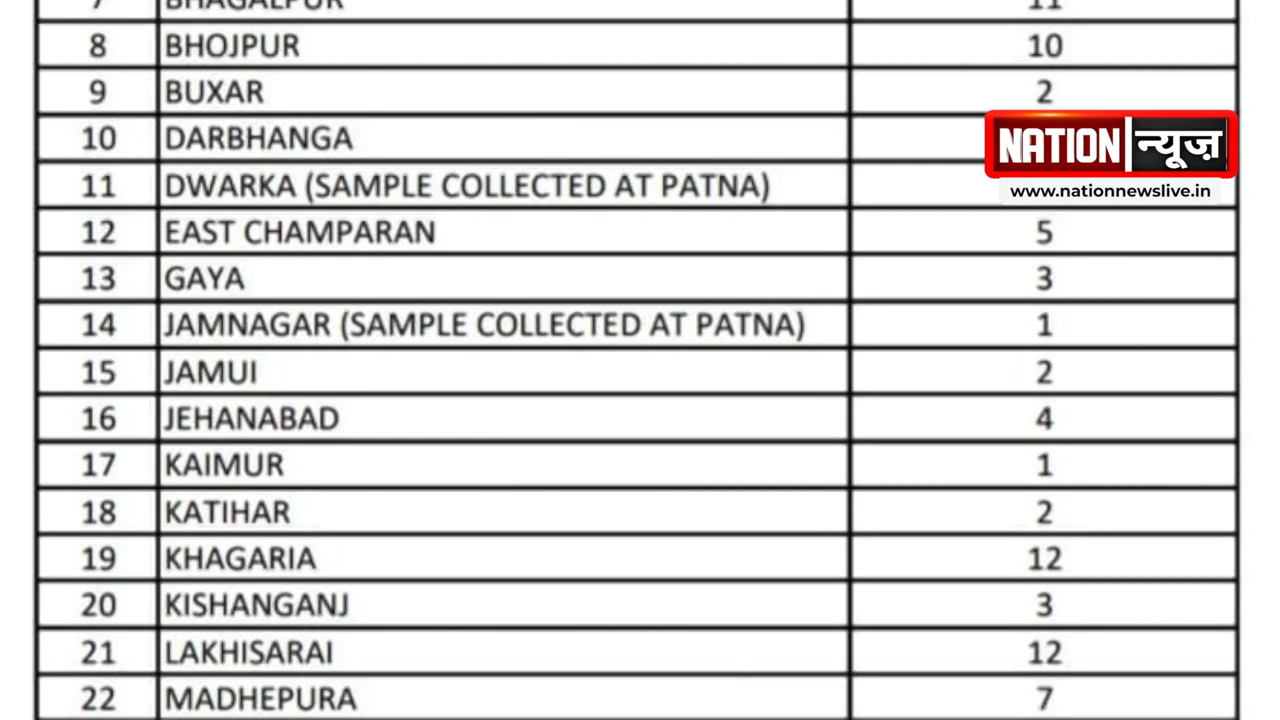 7 BHAGALPUR 11
8 BHOJPUR 10
9 BUXAR 2
10 DARBHANGA
11 DWARKA (SAMPLE COLLECTED AT PATNA)
12 EAST CHAMPARAN 5
13 GAYA 3
14 JAMNAGAR (SAMPLE COLLECTED AT PATNA) 1
15 JAMUI 2
16 JEHANABAD 4
17 KAIMUR 1
18 KATIHAR 2
19 KHAGARIA 12
20 KISHANGANJ 3
21 LAKHISARAI 12
22 MADHEPURA 7
NATION न्यूज़
www.nationnewslive.in